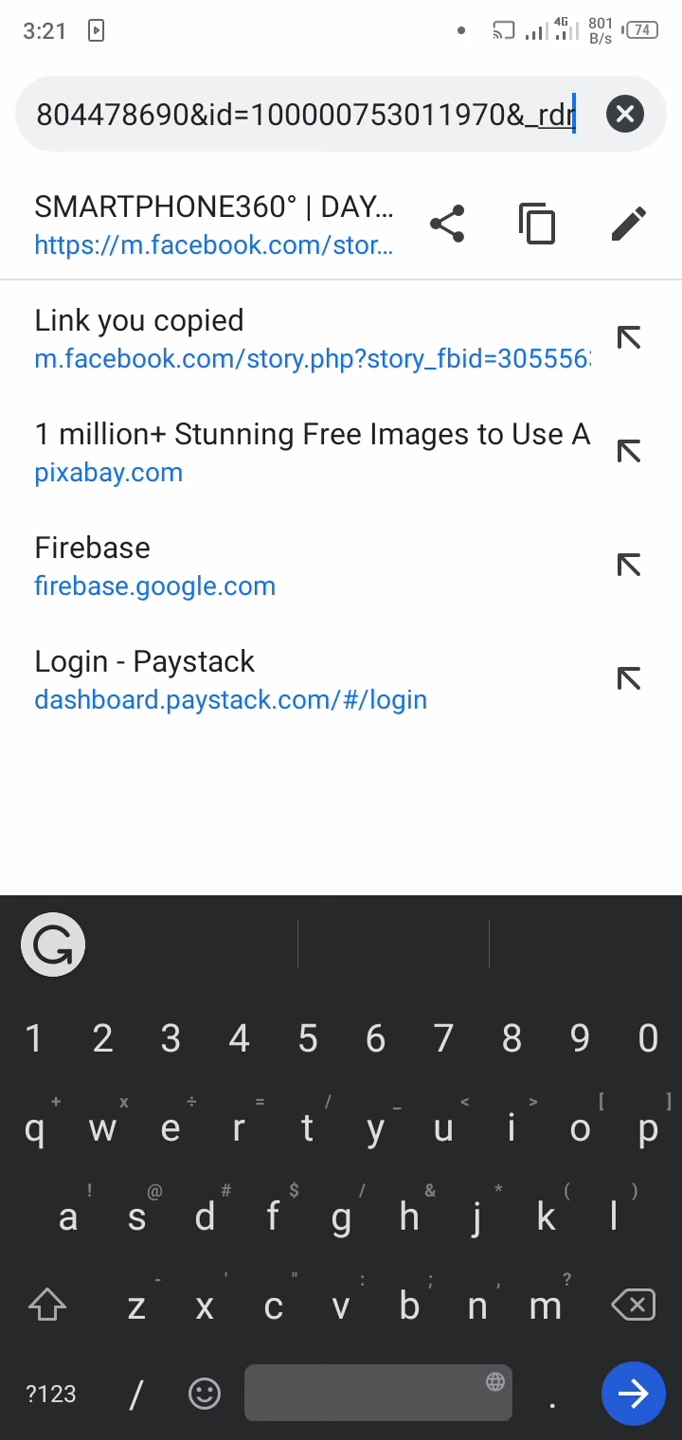 3:21
4G
801
B/s
74
804478690&id=1000007530119​70&_rdr
SMARTPHONE360° | DAY...
https://m.facebook.com/stor...
Link you copied
m.facebook.com/story.php?story_fbid=305556
1 million+ Stunning Free Images to Use A
pixabay.com
Firebase
firebase.google.com
Login - Paystack
dashboard.paystack.com/#/login
G
1 2 3 4 5 6 7 8 9 0
+ x ÷ = / _ < > [ ]
q w e r t y u i o p
! @ # $ / & * ( )
a s d f g h j k l
- ' " : ; , ?
z x c v b n m
?123 / .